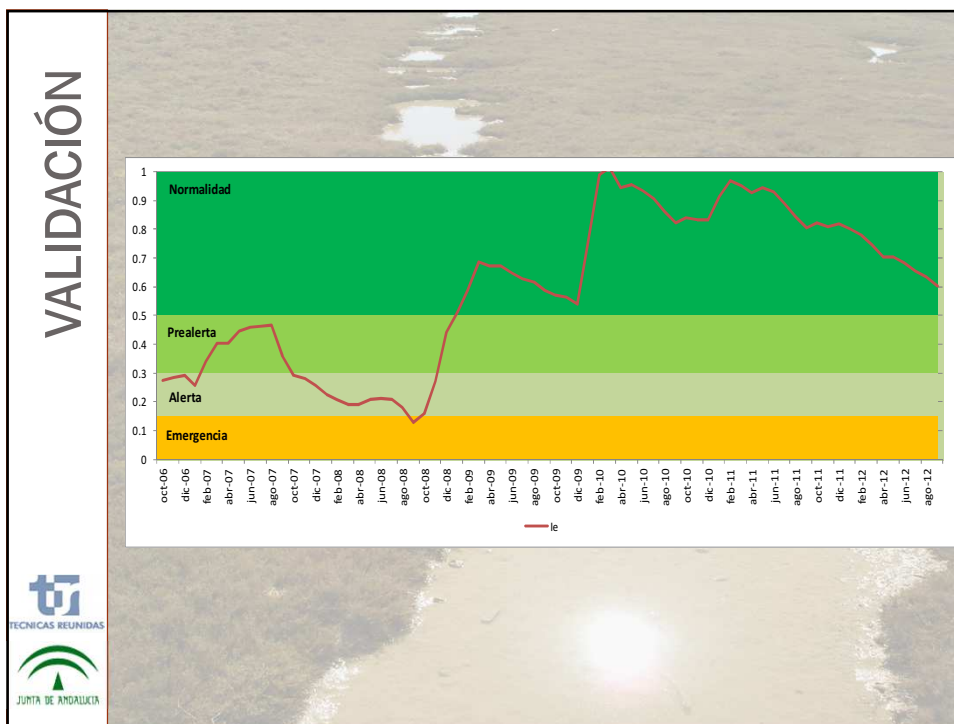 VALIDACIÓN
1
0.9
0.8
0.7
0.6
0.5
0.4
0.3
0.2
0.1
0
Normalidad
Prealerta
Alerta
Emergencia
oct-06
dic-06
feb-07
abr-07
jun-07
ago-07
oct-07
dic-07
feb-08
abr-08
jun-08
ago-08
oct-08
dic-08
feb-09
abr-09
jun-09
ago-09
oct-09
dic-09
feb-10
abr-10
jun-10
ago-10
oct-10
dic-10
feb-11
abr-11
jun-11
ago-11
oct-11
dic-11
feb-12
abr-12
jun-12
ago-12
Ie
tr
TECNICAS REUNIDAS
JUNTA DE ANDALUCIA